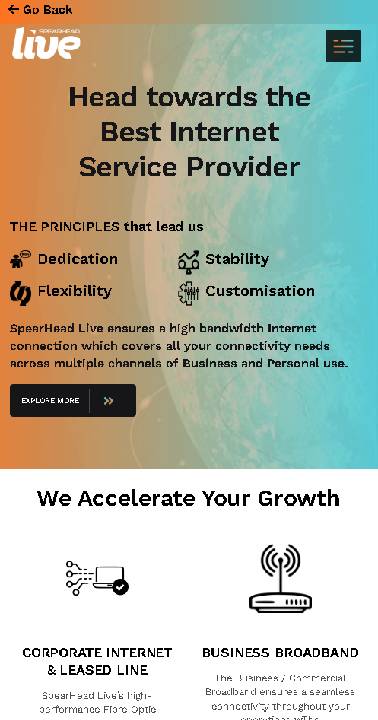 ← Go Back
SPEARHEAD
live
Head towards the
Best Internet
Service Provider
THE PRINCIPLES that lead us
Dedication
Stability
Flexibility
Customisation
SpearHead Live ensures a high bandwidth Internet
connection which covers all your connectivity needs
across multiple channels of Business and Personal use.
EXPLORE MORE
We Accelerate Your Growth
CORPORATE INTERNET
& LEASED LINE
SpearHead Live's high-
performance Fibre Optic
BUSINESS BROADBAND
The Business / Commercial
Broadband ensures a seamless
connectivity throughout your